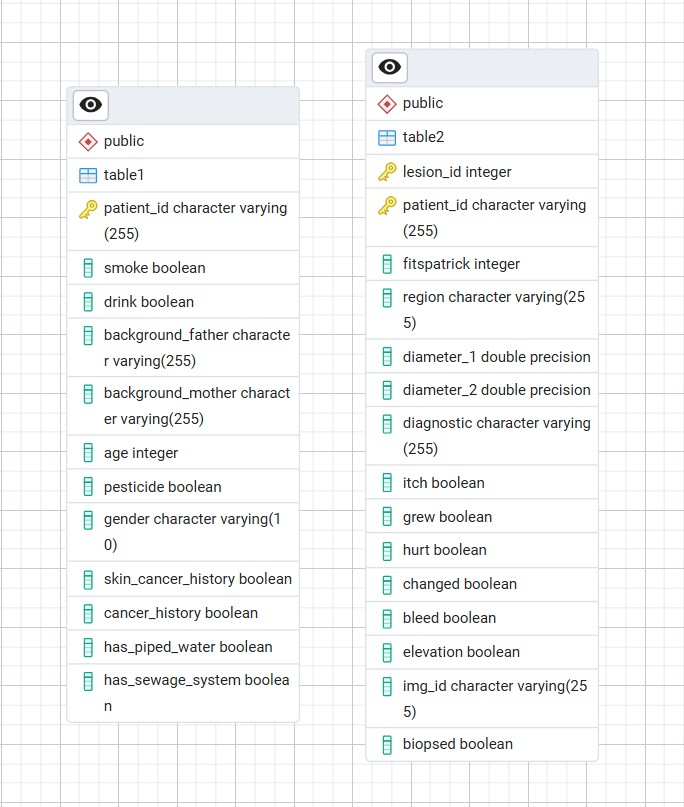 public
table1
patient_id character varying
(255)
smoke boolean
drink boolean
background_father characte
r varying(255)
background_mother charact
er varying(255)
age integer
pesticide boolean
gender character varying(1
0)
skin_cancer_history boolean
cancer_history boolean
has_piped_water boolean
has_sewage_system boolea
n
public
table2
lesion_id integer
patient_id character varying
(255)
fitspatrick integer
region character varying(25
5)
diameter_1 double precision
diameter_2 double precision
diagnostic character varying
(255)
itch boolean
grew boolean
hurt boolean
changed boolean
bleed boolean
elevation boolean
img_id character varying(25
5)
biopsed boolean